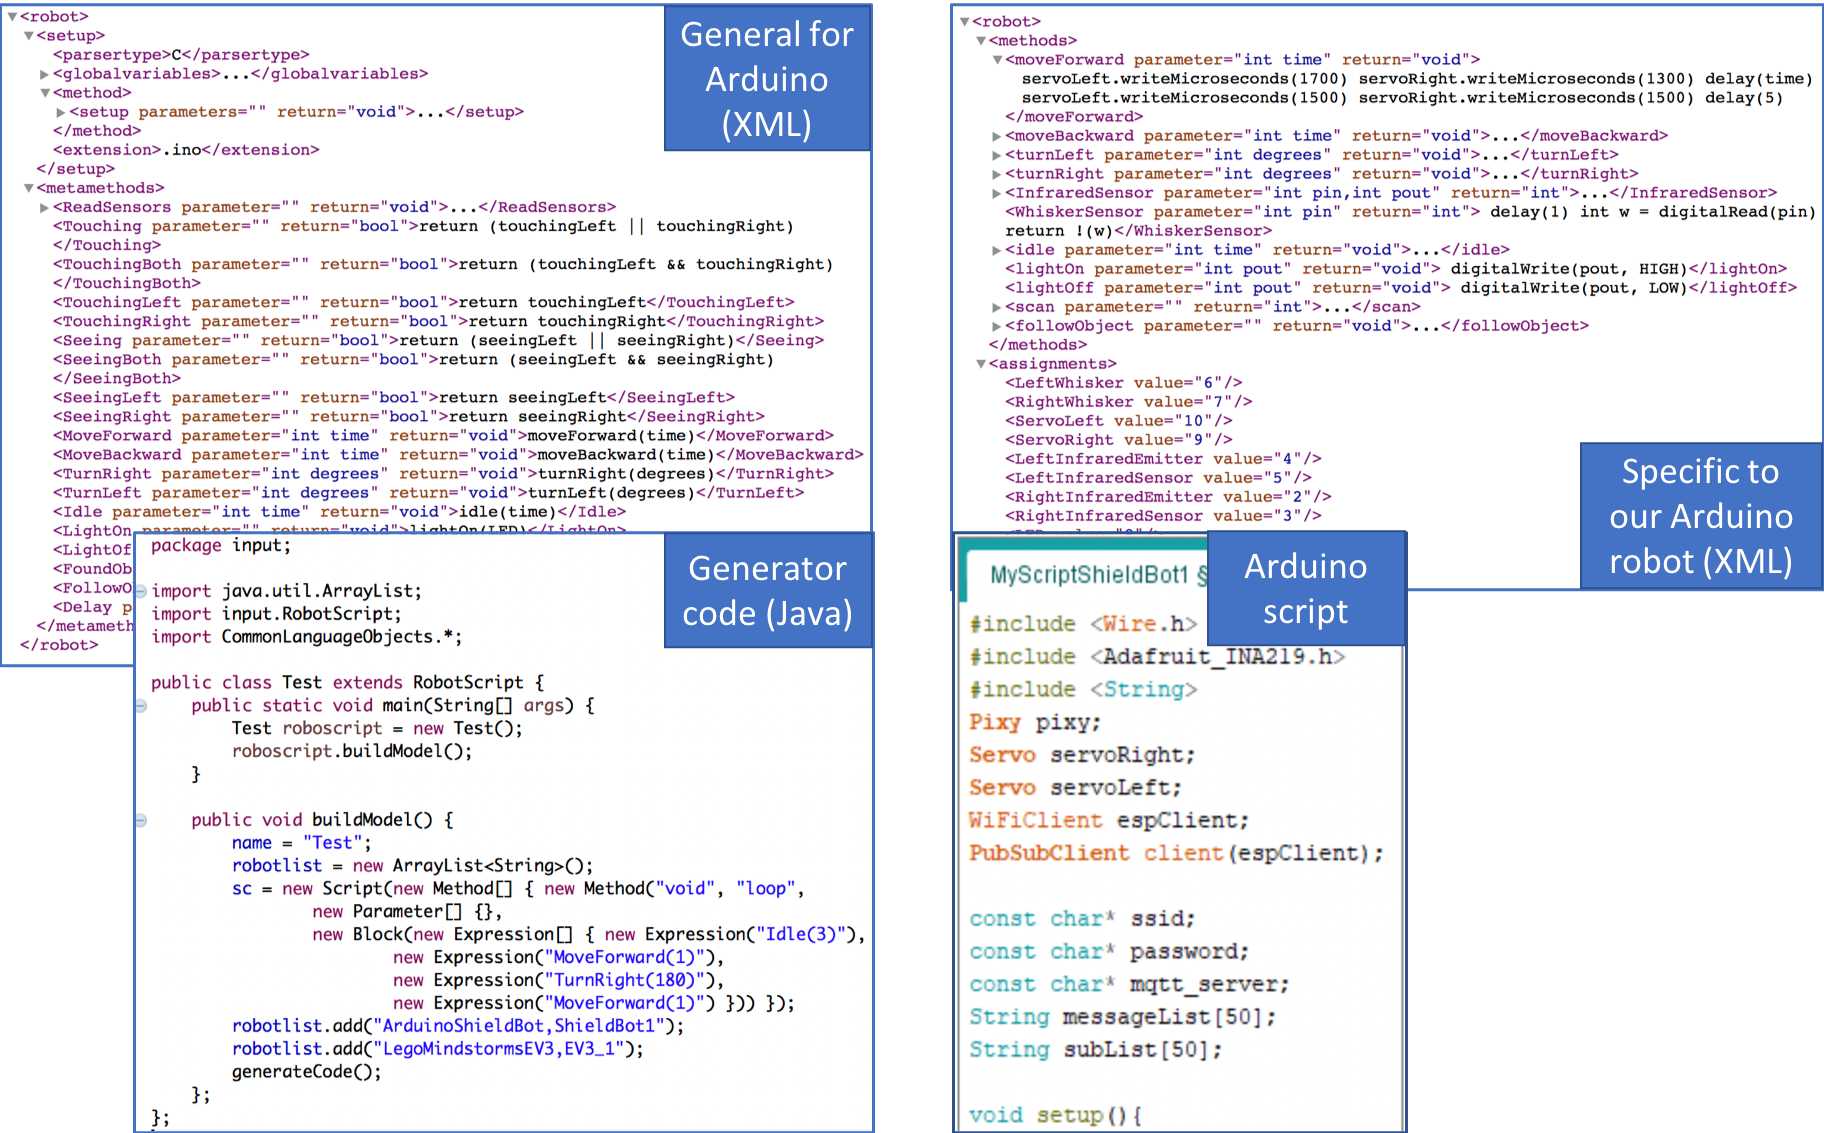 <robot>
<setup>
<parsertype>C</parsertype>
<globalvariables>...</globalvariables>
<method>
<setup parameters="" return="void">...</setup>
</method>
<extension>.ino</extension>
</setup>
<metamethods>
<ReadSensors parameter="" return="void">...</ReadSensors>
<Touching parameter="" return="bool">return (touchingLeft || touchingRight)
</Touching>
<TouchingBoth parameter="" return="bool">return (touchingLeft && touchingRight)
</TouchingBoth>
<TouchingLeft parameter="" return="bool">return touchingLeft</TouchingLeft>
<TouchingRight parameter="" return="bool">return touchingRight</TouchingRight>
<Seeing parameter="" return="bool">return (seeingLeft || seeingRight)</Seeing>
<SeeingBoth parameter="" return="bool">return (seeingLeft && seeingRight)
</SeeingBoth>
<SeeingLeft parameter="" return="bool">return seeingLeft</SeeingLeft>
<SeeingRight parameter="" return="bool">return seeingRight</SeeingRight>
<MoveForward parameter="int time" return="void">moveForward(time)</MoveForward>
<MoveBackward parameter="int time" return="void">moveBackward(time)</MoveBackward>
<TurnRight parameter="int degrees" return="void">turnRight(degrees)</TurnRight>
<TurnLeft parameter="int degrees" return="void">turnLeft(degrees)</TurnLeft>
<Idle parameter="int time" return="void">idle(time)</Idle>
<LightOn parameter="" return="void">lightOn(LED)</LightOn>
<LightOf
<FoundOb
<FollowO
<Delay p
</metameth
</robot>
General for
Arduino
(XML)
package input;
import java.util.ArrayList;
import input.RobotScript;
import CommonLanguageObjects.*;
public class Test extends RobotScript {
public static void main(String[] args) {
Test roboscript = new Test();
roboscript.buildModel();
}
public void buildModel() {
name = "Test";
robotlist = new ArrayList<String>();
sc = new Script(new Method[] { new Method("void", "loop",
new Parameter[] {},
new Block(new Expression[] { new Expression("Idle(3)"),
new Expression("MoveForward(1)"),
new Expression("TurnRight(180)"),
new Expression("MoveForward(1)") })) });
robotlist.add("ArduinoShieldBot,ShieldBot1");
robotlist.add("LegoMindstormsEV3,EV3_1");
generateCode();
};
};
Generator
code (Java)
<robot>
<methods>
<moveForward parameter="int time" return="void">
servoLeft.writeMicroseconds(1700) servoRight.writeMicroseconds(1300) delay(time)
servoLeft.writeMicroseconds(1500) servoRight.writeMicroseconds(1500) delay(5)
</moveForward>
<moveBackward parameter="int time" return="void">...</moveBackward>
<turnLeft parameter="int degrees" return="void">...</turnLeft>
<turnRight parameter="int degrees" return="void">...</turnRight>
<InfraredSensor parameter="int pin,int pout" return="int">...</InfraredSensor>
<WhiskerSensor parameter="int pin" return="int"> delay(1) int w = digitalRead(pin)
return !(w)</WhiskerSensor>
<idle parameter="int time" return="void">...</idle>
<lightOn parameter="int pout" return="void"> digitalWrite(pout, HIGH)</lightOn>
<lightOff parameter="int pout" return="void"> digitalWrite(pout, LOW)</lightOff>
<scan parameter="" return="int">...</scan>
<followObject parameter="" return="void">...</followObject>
</methods>
<assignments>
<LeftWhisker value="6"/>
<RightWhisker value="7"/>
<ServoLeft value="10"/>
<ServoRight value="9"/>
<LeftInfraredEmitter value="4"/>
<LeftInfraredSensor value="5"/>
<RightInfraredEmitter value="2"/>
<RightInfraredSensor value="3"/>
Specific to
our Arduino
robot (XML)
MyScriptShieldBot1 §
#include <Wire.h>
#include <Adafruit_INA219.h>
#include <String>
Pixy pixy;
Servo servoRight;
Servo servoLeft;
WiFiClient espClient;
PubSubClient client(espClient);
const char* ssid;
const char* password;
const char* mqtt_server;
String messageList[50];
String subList[50];
void setup(){
Arduino
script